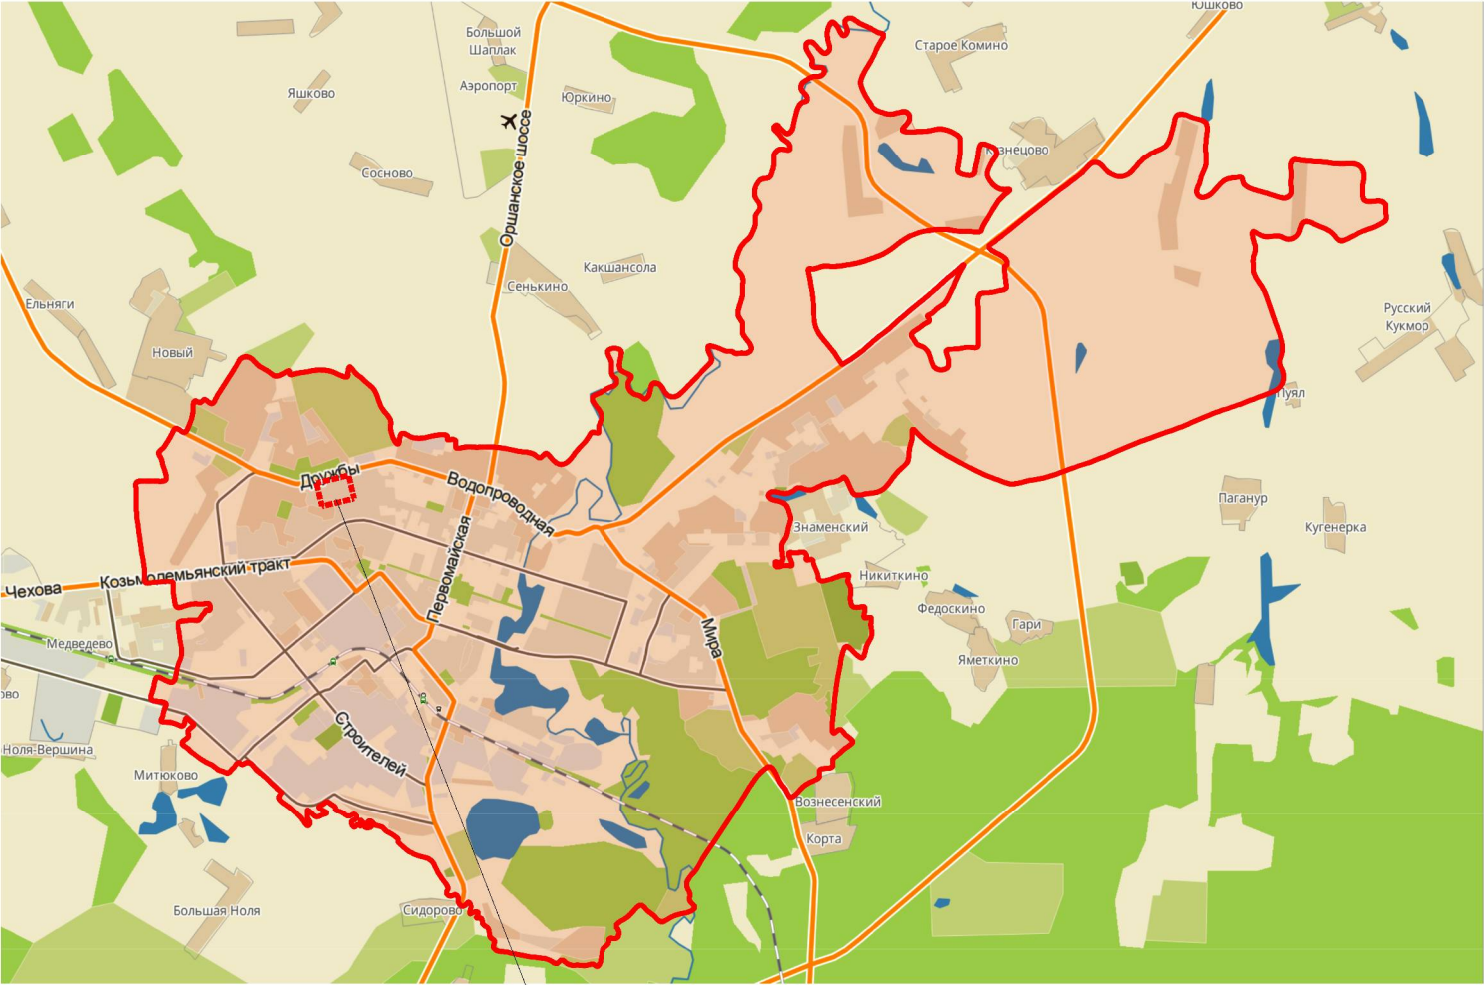 Юшково
Большой
Шаплак
Старое Комино
Аэропорт
Яшково
Юркино
Оршанское шоссе
Кузнецово
Сосново
Какшансола
Сенькино
Ельняги
Русский
Кукмор
Новый
Пуял
Дружбы
Водопроводная
Паганур
Знаменский
Кугенерка
Первомайская
Козьмодемьянский тракт
Чехова
Никиткино
Федоскино
Гари
Мира
Медведево
Яметкино
ово
Строителей
Ноля-Вершина
Митюково
Вознесенский
Корта
Большая Ноля
Сидорово